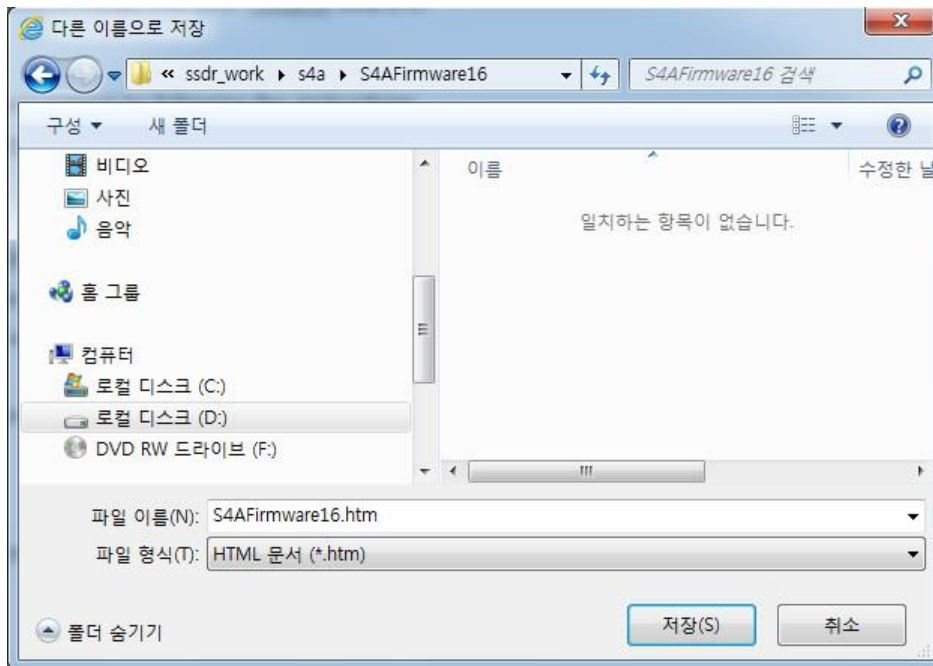 다른 이름으로 저장
« ssdr_work ▸ s4a ▸ S4AFirmware16
S4AFirmware16 검색
구성 새 폴더
비디오
사진
음악
홈 그룹
컴퓨터
로컬 디스크 (C:)
로컬 디스크 (D:)
DVD RW 드라이브 (F:)
이름 수정한 날
일치하는 항목이 없습니다.
파일 이름(N): S4AFirmware16.htm
파일 형식(T): HTML 문서 (*.htm)
폴더 숨기기 저장(S) 취소